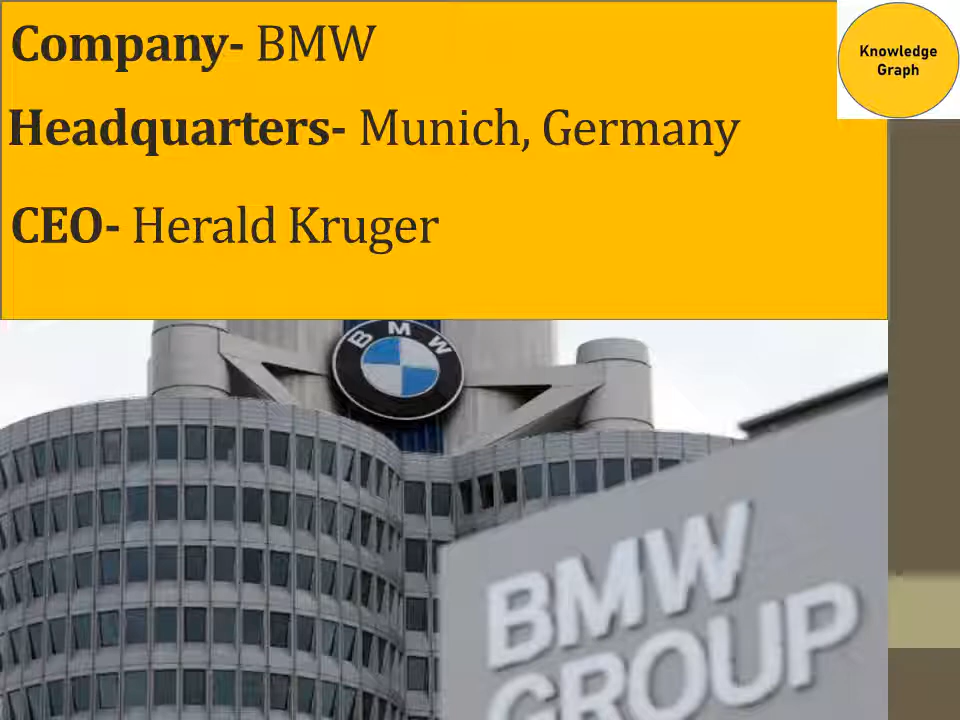 Company- BMW
Knowledge
Graph
Headquarters- Munich, Germany
CEO- Herald Kruger
BMW
BMW
GROUP